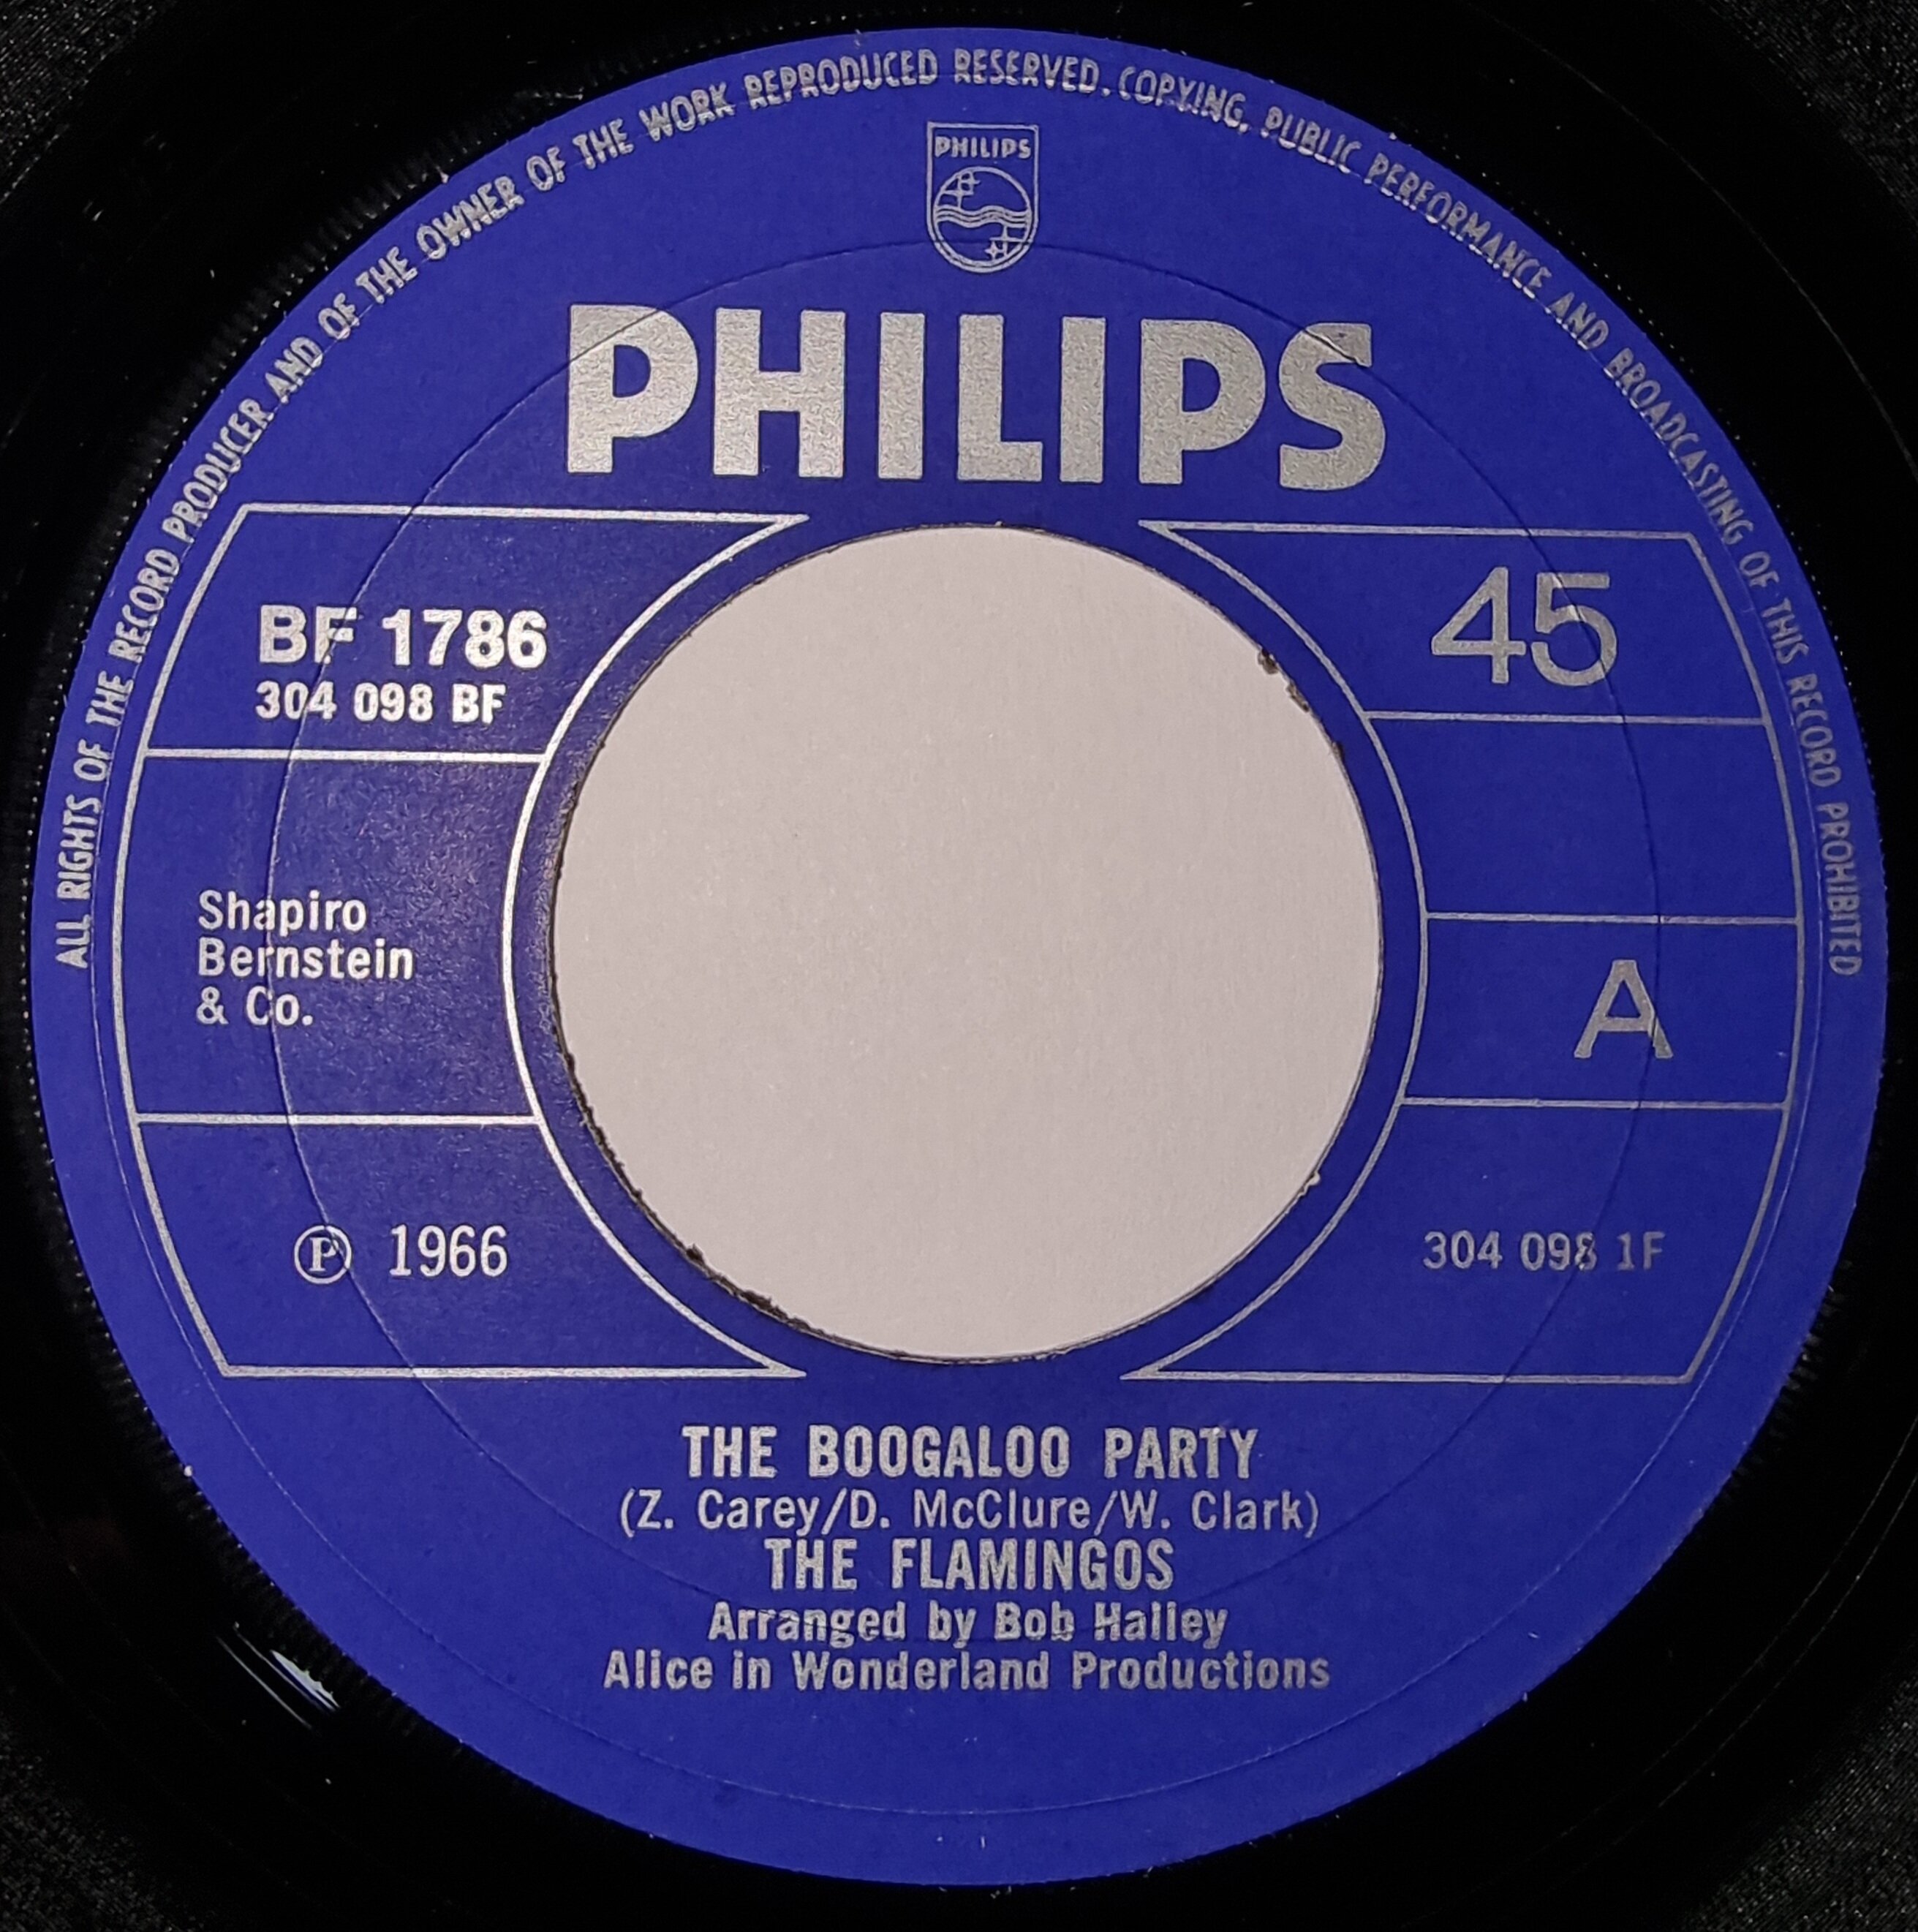 ALL RIGHTS OF THE RECORD PRODUCER AND OF THE OWNER OF THE WORK REPRODUCED RESERVED. COPYING, PUBLIC PERFORMANCE AND BROADCASTING OF THIS RECORD PROHIBITED
PHILIPS
PHILIPS
BF 1786
304 098 BF
45
Shapiro
Bernstein
& Co.
A
Ⓟ 1966
304 098 1F
THE BOOGALOO PARTY
(Z. Carey/D. McClure/W. Clark)
THE FLAMINGOS
Arranged by Bob Halley
Alice in Wonderland Productions